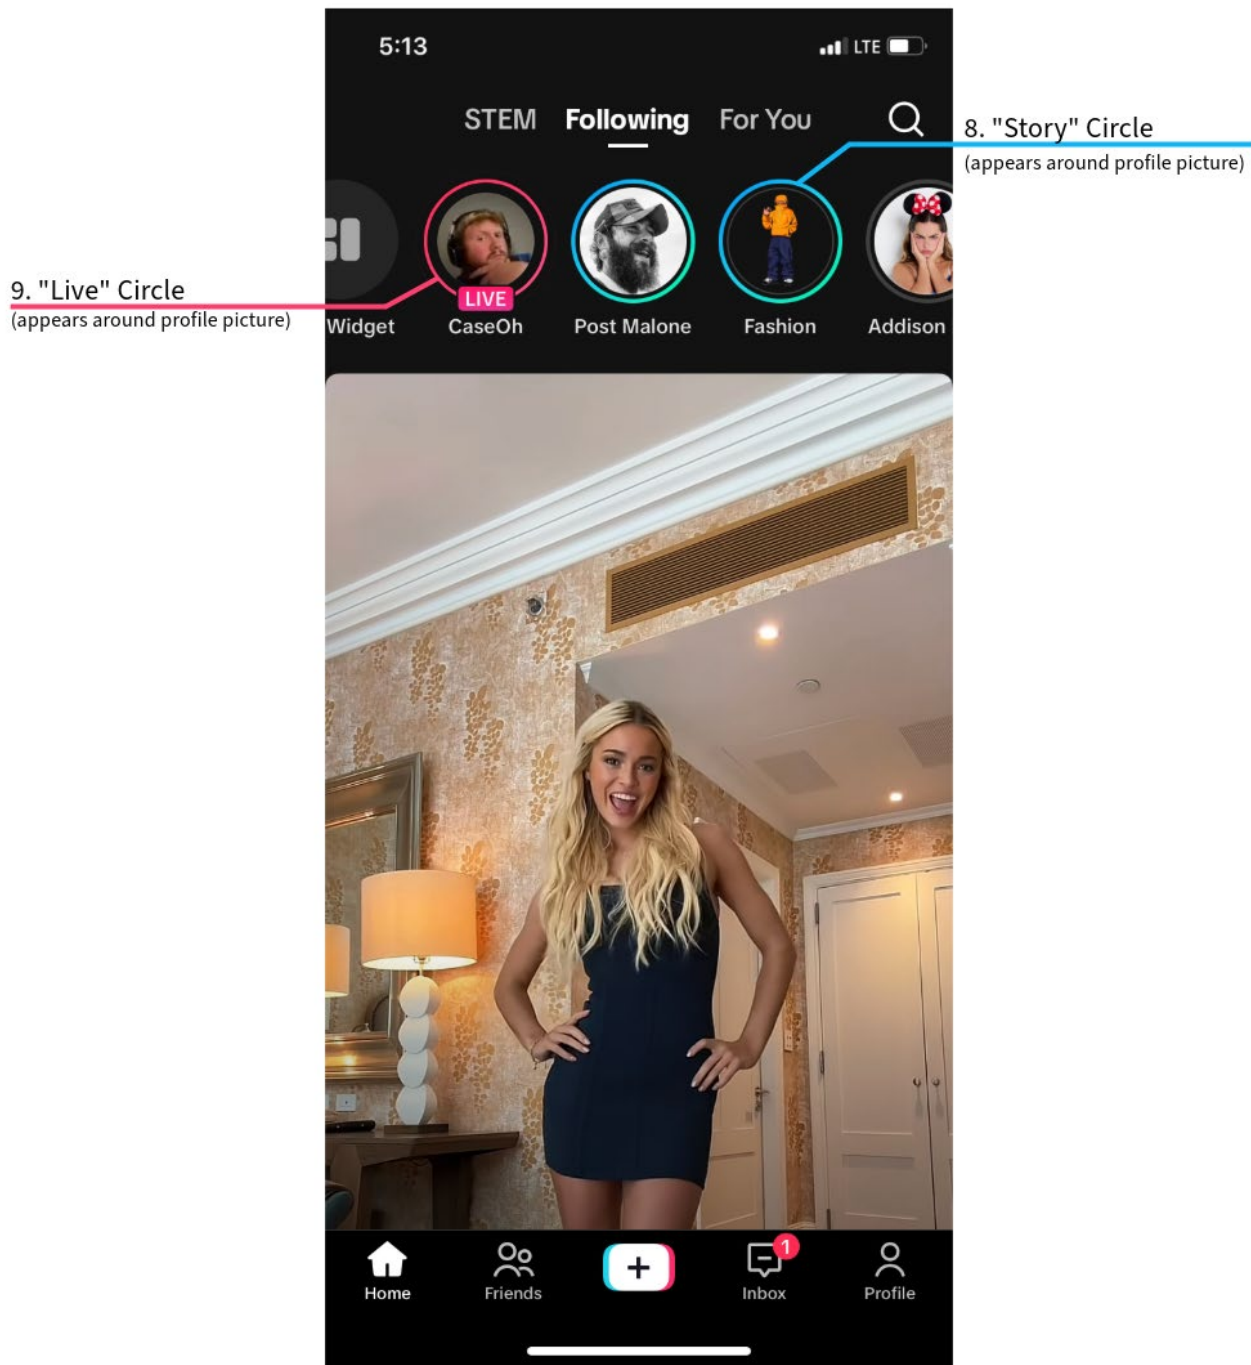 5:13
LTE
STEM Following For You
8. "Story" Circle
(appears around profile picture)
9. "Live" Circle
(appears around profile picture)
LIVE
Widget CaseOh Post Malone Fashion Addison
1
Home Friends Inbox Profile